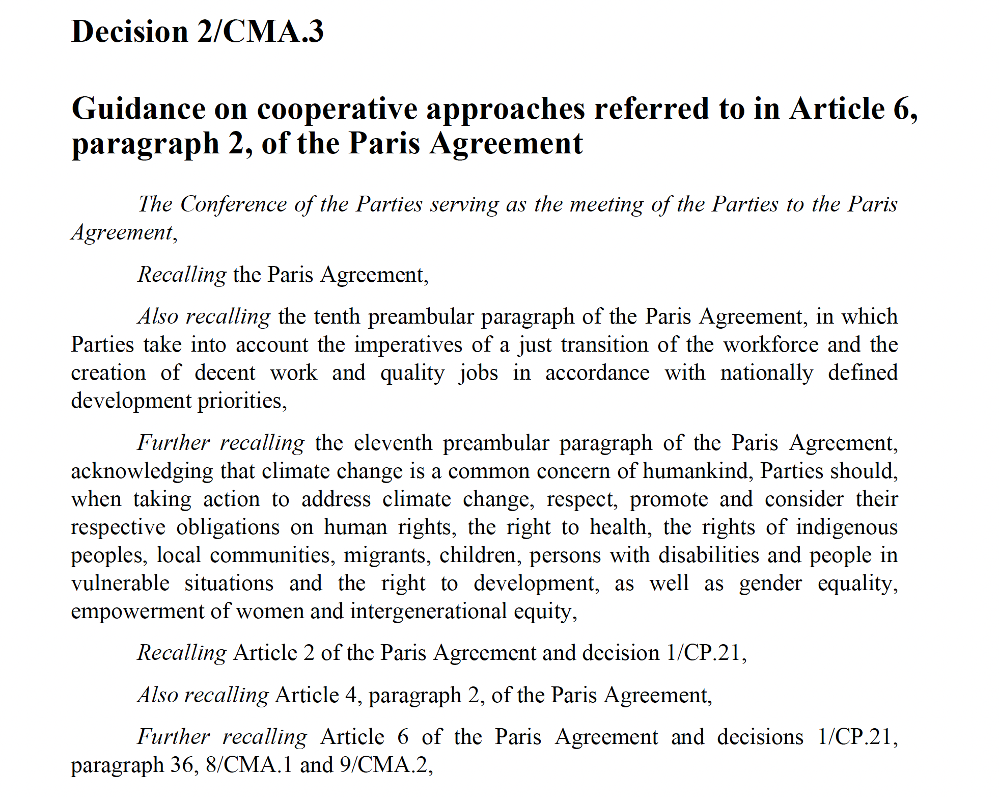 Decision 2/CMA.3
Guidance on cooperative approaches referred to in Article 6,
paragraph 2, of the Paris Agreement
The Conference of the Parties serving as the meeting of the Parties to the Paris
Agreement,
Recalling the Paris Agreement,
Also recalling the tenth preambular paragraph of the Paris Agreement, in which
Parties take into account the imperatives of a just transition of the workforce and the
creation of decent work and quality jobs in accordance with nationally defined
development priorities,
Further recalling the eleventh preambular paragraph of the Paris Agreement,
acknowledging that climate change is a common concern of humankind, Parties should,
when taking action to address climate change, respect, promote and consider their
respective obligations on human rights, the right to health, the rights of indigenous
peoples, local communities, migrants, children, persons with disabilities and people in
vulnerable situations and the right to development, as well as gender equality,
empowerment of women and intergenerational equity,
Recalling Article 2 of the Paris Agreement and decision 1/CP.21,
Also recalling Article 4, paragraph 2, of the Paris Agreement,
Further recalling Article 6 of the Paris Agreement and decisions 1/CP.21,
paragraph 36, 8/CMA.1 and 9/CMA.2,